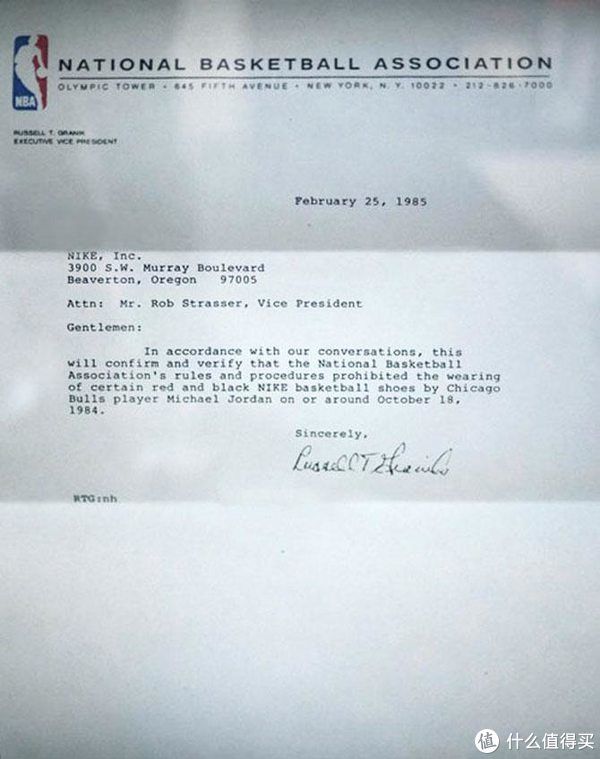 NBA
NATIONAL BASKETBALL ASSOCIATION
OLYMPIC TOWER • 645 FIFTH AVENUE • NEW YORK, N. Y. 10022 • 212-826-7000
RUSSELL T. GRANIK
EXECUTIVE VICE PRESIDENT
February 25, 1985
NIKE, Inc.
3900 S.W. Murray Boulevard
Beaverton, Oregon 97005
Attn: Mr. Rob Strasser, Vice President
Gentlemen:
In accordance with our conversations, this
will confirm and verify that the National Basketball
Association's rules and procedures prohibited the wearing
of certain red and black NIKE basketball shoes by Chicago
Bulls player Michael Jordan on or around October 18,
1984.
Sincerely,
Russell T Granik
RTG:nh
值 什么值得买